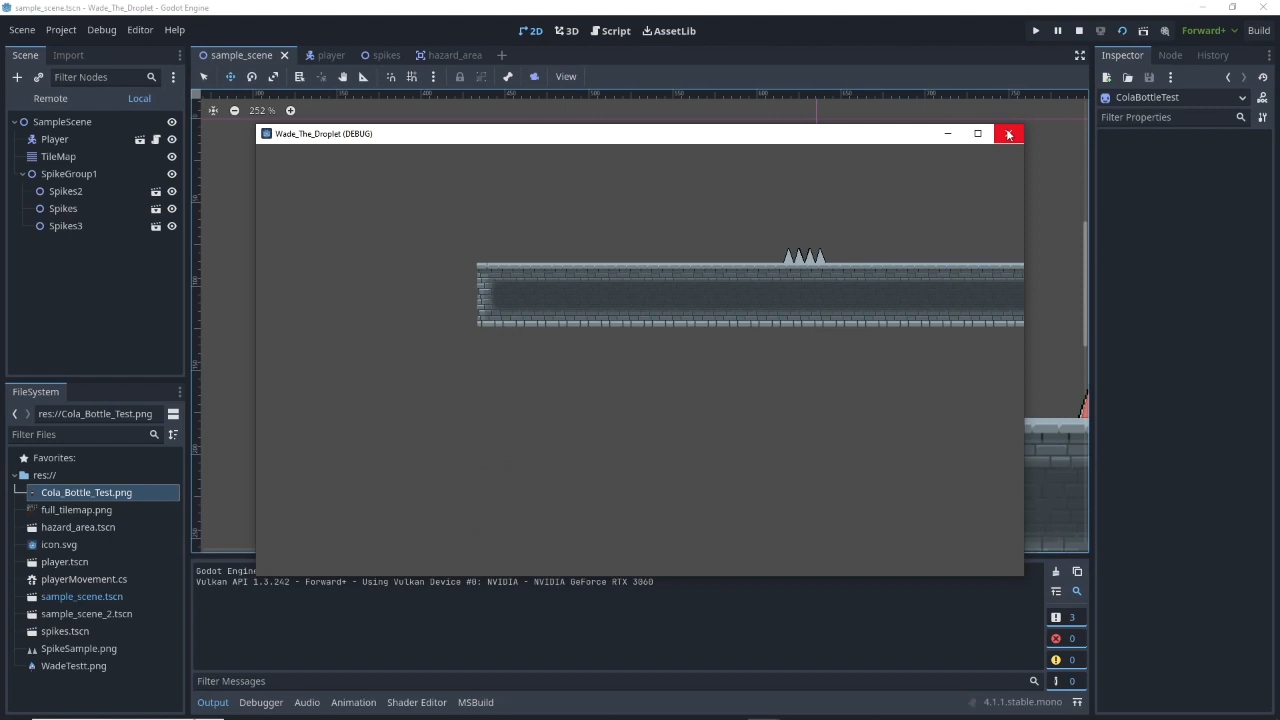 sample_scene.tscn - Wade_The_Droplet - Godot Engine
Scene Project Debug Editor Help
2D 3D Script AssetLib
Forward+ Build
Scene Import
sample_scene player spikes hazard_area
Inspector Node History
Filter Nodes
View
Remote Local
252 %
ColaBottleTest
Filter Properties
SampleScene
Player
TileMap
SpikeGroup1
Spikes2
Spikes
Spikes3
Wade_The_Droplet (DEBUG)
FileSystem
res://Cola_Bottle_Test.png
Filter Files
Favorites:
res://
Cola_Bottle_Test.png
full_tilemap.png
hazard_area.tscn
icon.svg
player.tscn
playerMovement.cs
sample_scene.tscn
sample_scene_2.tscn
spikes.tscn
SpikeSample.png
WadeTestt.png
Godot Engine
Vulkan API 1.3.242 - Forward+ - Using Vulkan Device #0: NVIDIA - NVIDIA GeForce RTX 3060
3
0
0
0
Filter Messages
Output Debugger Audio Animation Shader Editor MSBuild
4.1.1.stable.mono